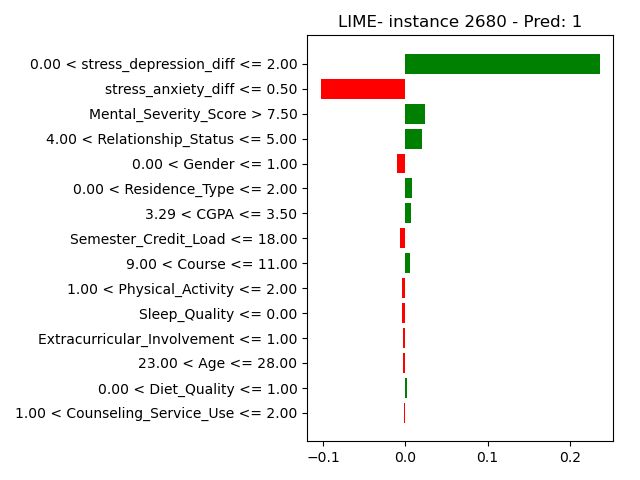 LIME- instance 2680 - Pred: 1
0.00 < stress_depression_diff <= 2.00
stress_anxiety_diff <= 0.50
Mental_Severity_Score > 7.50
4.00 < Relationship_Status <= 5.00
0.00 < Gender <= 1.00
0.00 < Residence_Type <= 2.00
3.29 < CGPA <= 3.50
Semester_Credit_Load <= 18.00
9.00 < Course <= 11.00
1.00 < Physical_Activity <= 2.00
Sleep_Quality <= 0.00
Extracurricular_Involvement <= 1.00
23.00 < Age <= 28.00
0.00 < Diet_Quality <= 1.00
1.00 < Counseling_Service_Use <= 2.00
−0.1 0.0 0.1 0.2